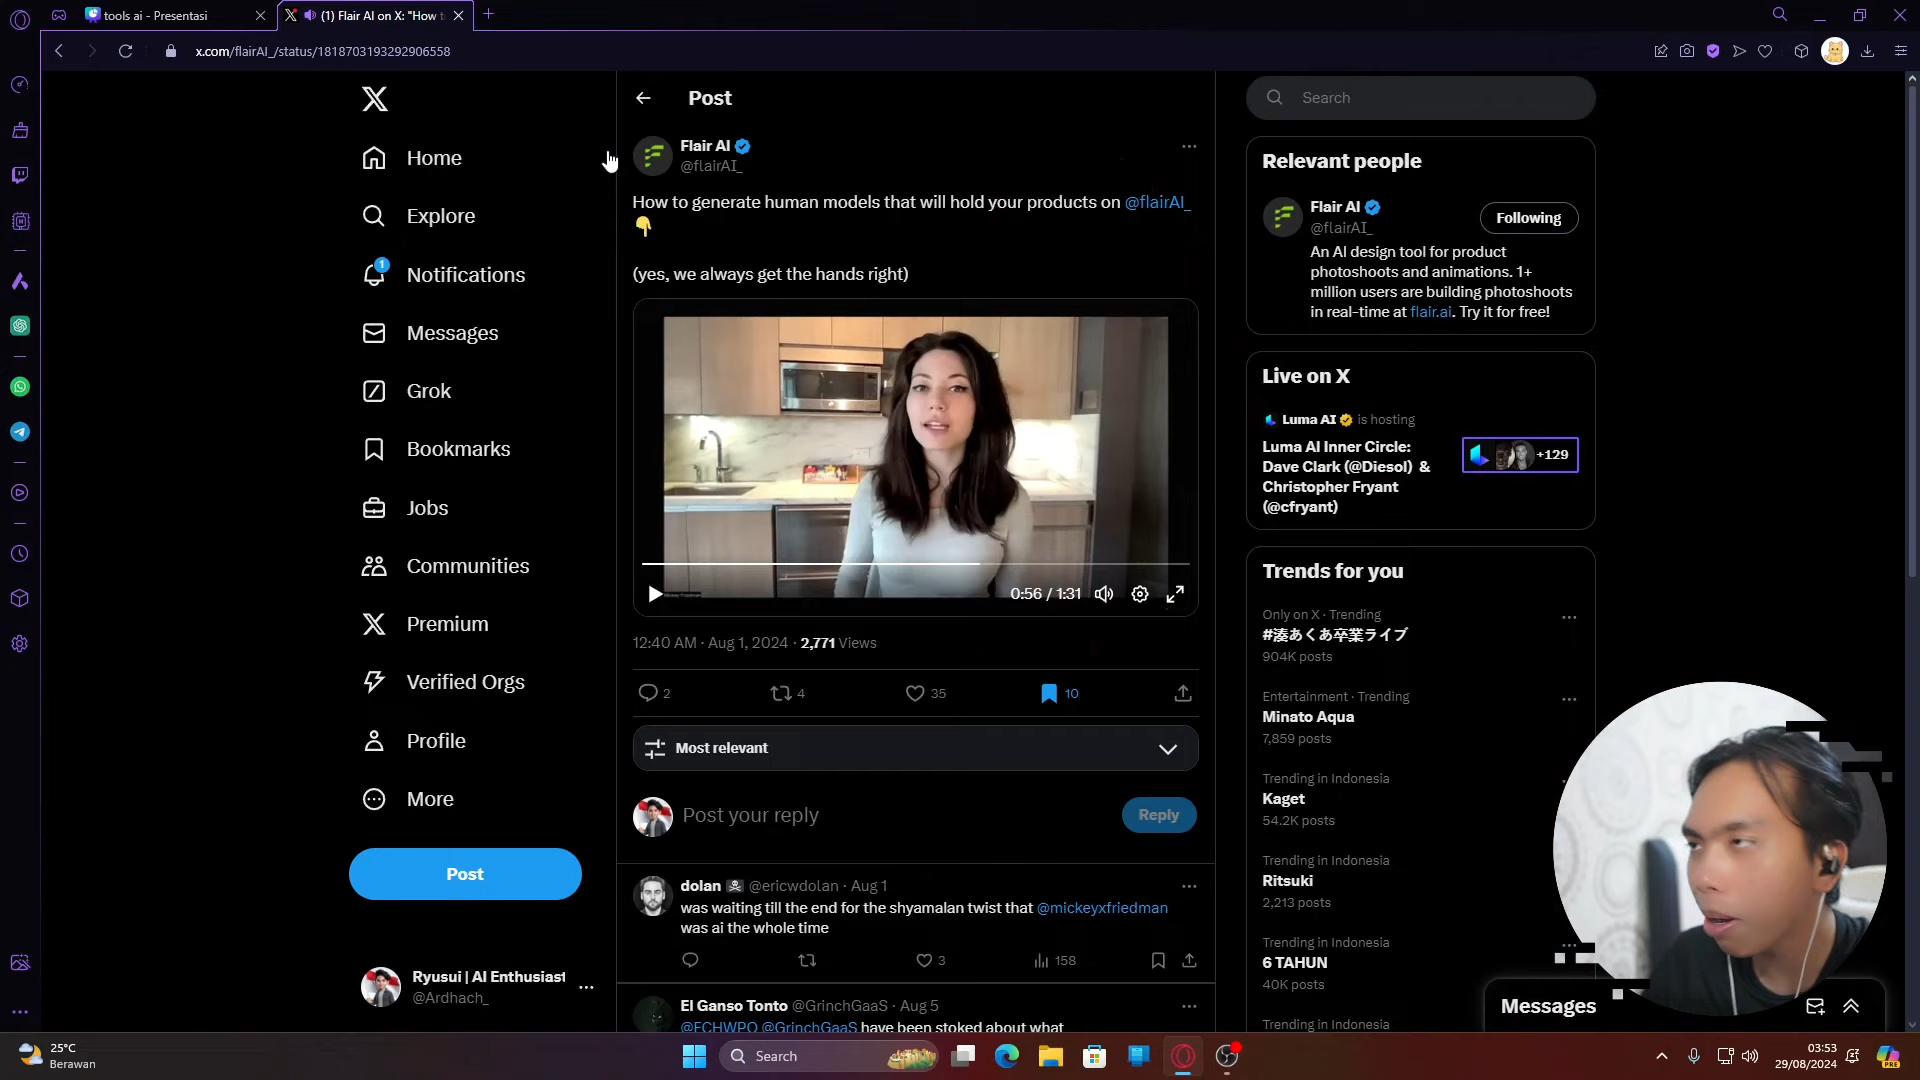 tools ai - Presentasi
(1) Flair AI on X: "How t
x.com/flairAI_/status/1818703193292906558
Home
Explore
1
Notifications
Messages
Grok
Bookmarks
Jobs
Communities
Premium
Verified Orgs
Profile
More
Post
Ryusui | AI Enthusiast
@Ardhach_
Post
Flair AI
@flairAI_
How to generate human models that will hold your products on @flairAI_
(yes, we always get the hands right)
0:56 / 1:31
12:40 AM · Aug 1, 2024 · 2,771 Views
2
4
35
10
Most relevant
Post your reply
Reply
dolan @ericwdolan · Aug 1
was waiting till the end for the shyamalan twist that @mickeyxfriedman
was ai the whole time
3
158
El Ganso Tonto @GrinchGaaS · Aug 5
@FCHWPO @GrinchGaaS have been stoked about what
Search
Relevant people
Flair AI
@flairAI_
Following
An AI design tool for product
photoshoots and animations. 1+
million users are building photoshoots
in real-time at flair.ai. Try it for free!
Live on X
Luma AI is hosting
Luma AI Inner Circle:
Dave Clark (@Diesol) &
Christopher Fryant
(@cfryant)
+129
Trends for you
Only on X · Trending
#湊あくあ卒業ライブ
904K posts
Entertainment · Trending
Minato Aqua
7,859 posts
Trending in Indonesia
Kaget
54.2K posts
Trending in Indonesia
Ritsuki
2,213 posts
Trending in Indonesia
6 TAHUN
40K posts
Trending in Indonesia
Messages
25°C
Berawan
Search
03:53
29/08/2024
PRE